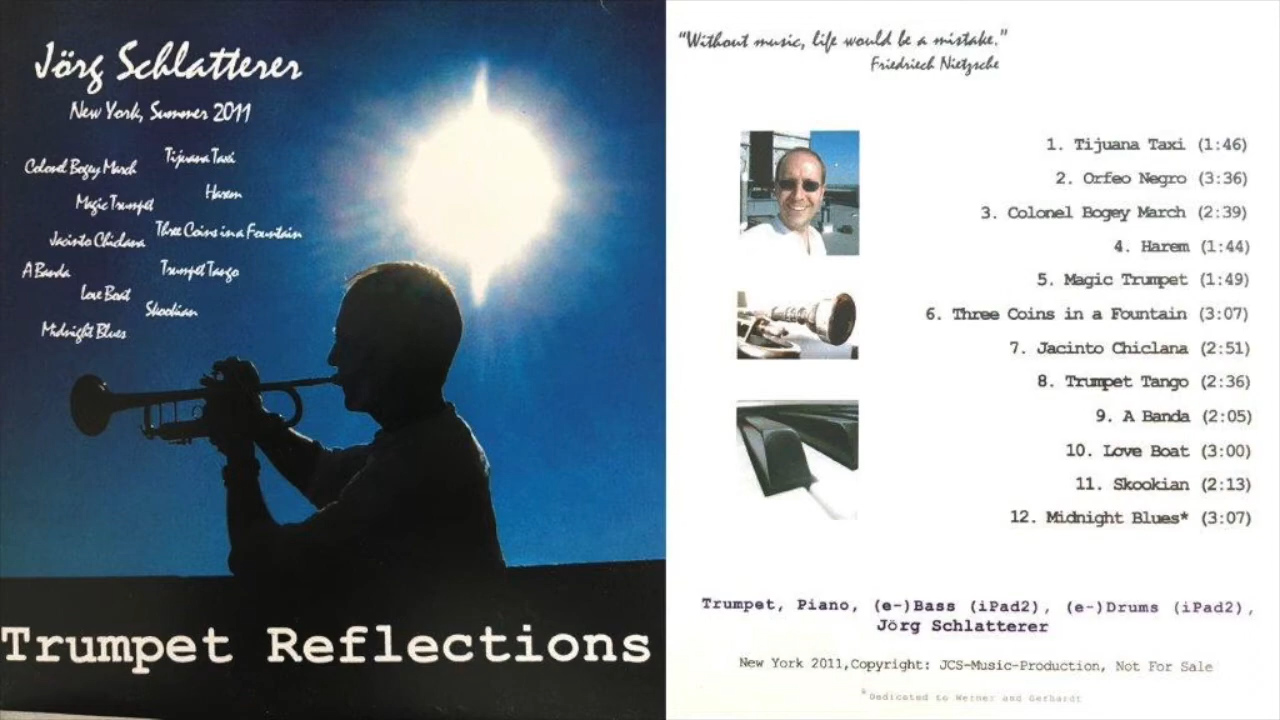 Jörg Schlatterer
New York, Summer 2011
Colonel Bogey March
Tijuana Taxi
Harem
Magic Trumpet
Jacinto Chiclana
Three Coins in a Fountain
A Banda
Trumpet Tango
Love Boat
Skookian
Midnight Blues
Trumpet Reflections
"Without music, life would be a mistake."
Friedriech Nietzsche
1. Tijuana Taxi (1:46)
2. Orfeo Negro (3:36)
3. Colonel Bogey March (2:39)
4. Harem (1:44)
5. Magic Trumpet (1:49)
6. Three Coins in a Fountain (3:07)
7. Jacinto Chiclana (2:51)
8. Trumpet Tango (2:36)
9. A Banda (2:05)
10. Love Boat (3:00)
11. Skookian (2:13)
12. Midnight Blues* (3:07)
Trumpet, Piano, (e-)Bass (iPad2), (e-)Drums (iPad2),
Jörg Schlatterer
New York 2011,Copyright: JCS-Music-Production, Not For Sale
*Dedicated to Werner and Gerhardt